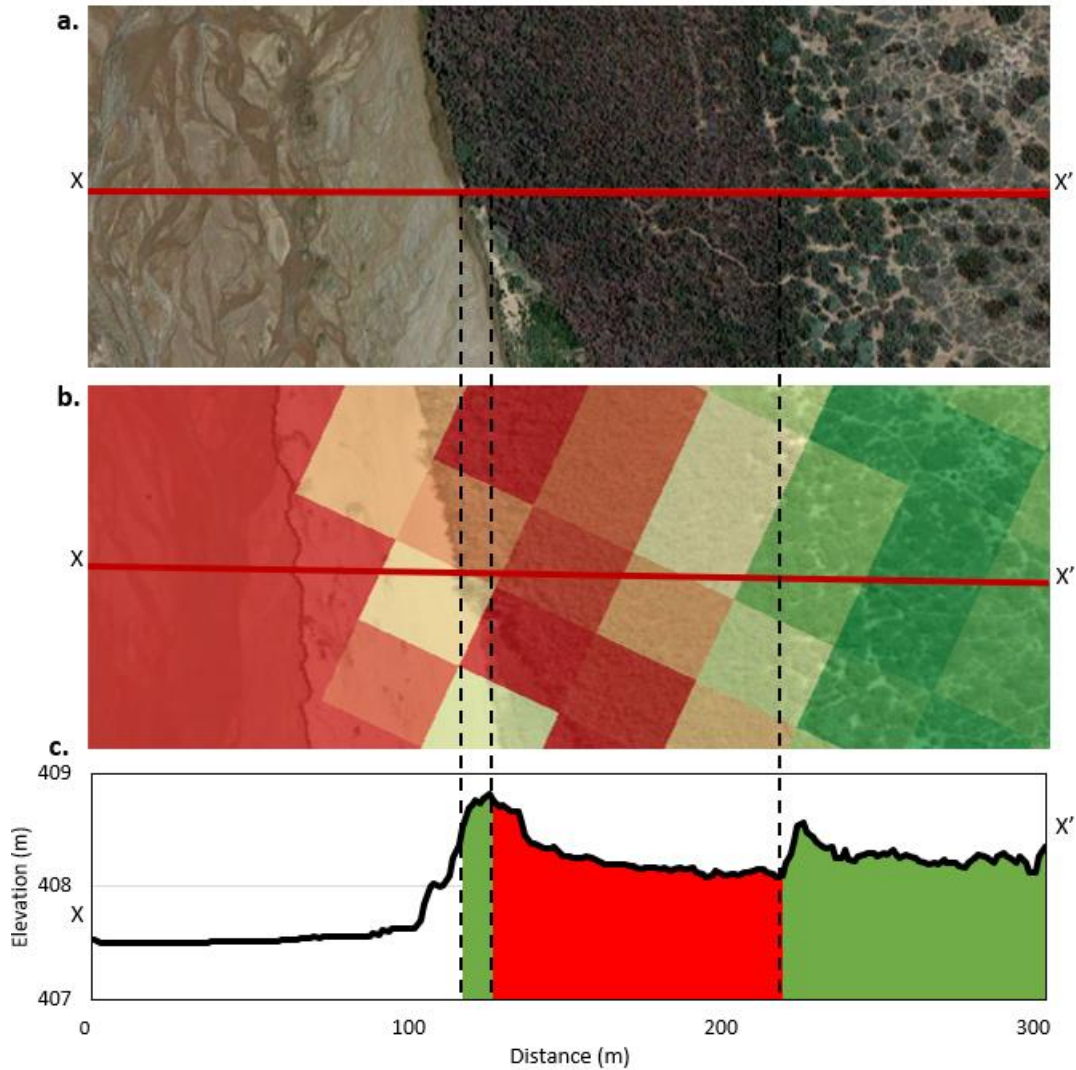 a.
X X’
b.
X X’
c.
409
X’
408
X
407
Elevation (m)
0 100 200 300
Distance (m)